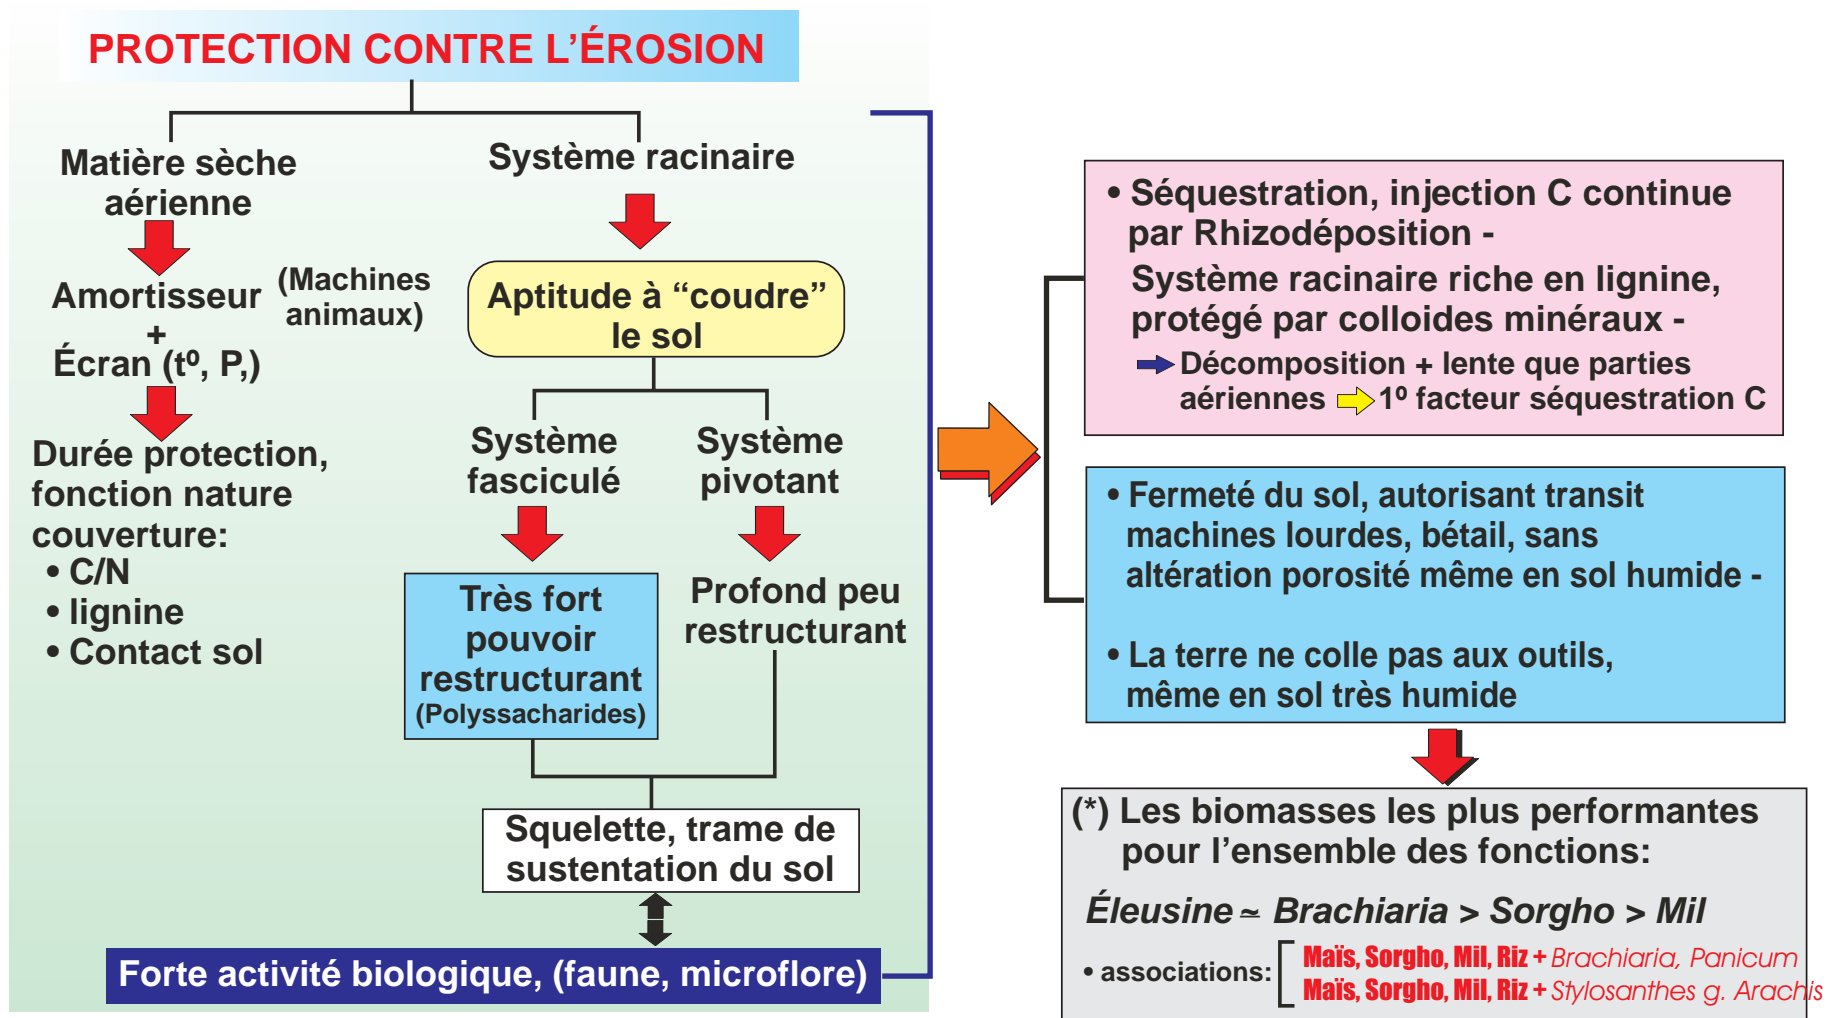 PROTECTION CONTRE L’ÉROSION
Matière sèche
aérienne
Amortisseur
(Machines
animaux)
+
Écran (tº, P,)
Durée protection,
fonction nature
couverture:
• C/N
• lignine
• Contact sol
Système racinaire
Aptitude à “coudre”
le sol
Système
fasciculé
Système
pivotant
Très fort
pouvoir
restructurant
(Polyssacharides)
Profond peu
restructurant
Squelette, trame de
sustentation du sol
Forte activité biologique, (faune, microflore)
• Séquestration, injection C continue
par Rhizodéposition -
Système racinaire riche en lignine,
protégé par colloides minéraux -
Décomposition + lente que parties
aériennes 1º facteur séquestration C
• Fermeté du sol, autorisant transit
machines lourdes, bétail, sans
altération porosité même en sol humide -
• La terre ne colle pas aux outils,
même en sol très humide
(*) Les biomasses les plus performantes
pour l’ensemble des fonctions:
Éleusine ≃ Brachiaria > Sorgho > Mil
• associations:
Maïs, Sorgho, Mil, Riz + Brachiaria, Panicum
Maïs, Sorgho, Mil, Riz + Stylosanthes g. Arachis